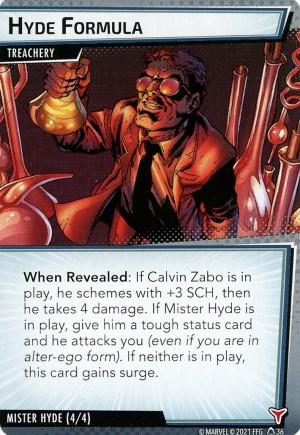 HYDE FORMULA
TREACHERY
When Revealed: If Calvin Zabo is in
play, he schemes with +3 SCH, then
he takes 4 damage. If Mister Hyde is
in play, give him a tough status card
and he attacks you (even if you are in
alter-ego form). If neither is in play,
this card gains surge.
MISTER HYDE (4/4)
© MARVEL © 2021 FFG 36